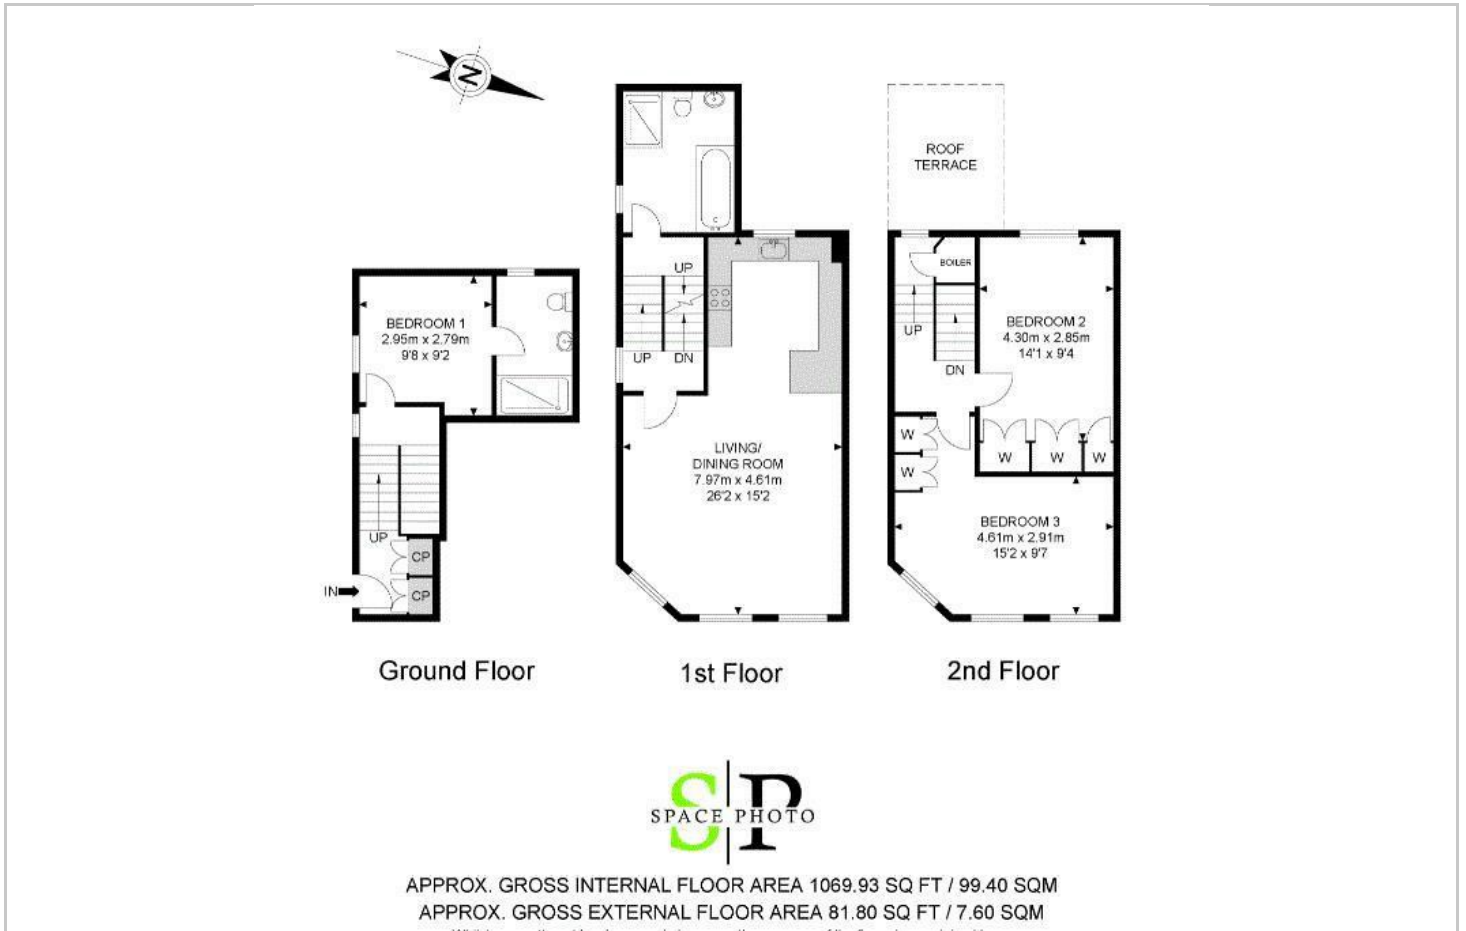 N
ROOF
TERRACE
BOILER
UP
UP
DN
UP
DN
BEDROOM 1
2.95m x 2.79m
9'8 x 9'2
BEDROOM 2
4.30m x 2.85m
14'1 x 9'4
W
W
W
W
W
LIVING/
DINING ROOM
7.97m x 4.61m
26'2 x 15'2
BEDROOM 3
4.61m x 2.91m
15'2 x 9'7
UP
CP
CP
IN
Ground Floor
1st Floor
2nd Floor
S P
SPACE PHOTO
APPROX. GROSS INTERNAL FLOOR AREA 1069.93 SQ FT / 99.40 SQM
APPROX. GROSS EXTERNAL FLOOR AREA 81.80 SQ FT / 7.60 SQM